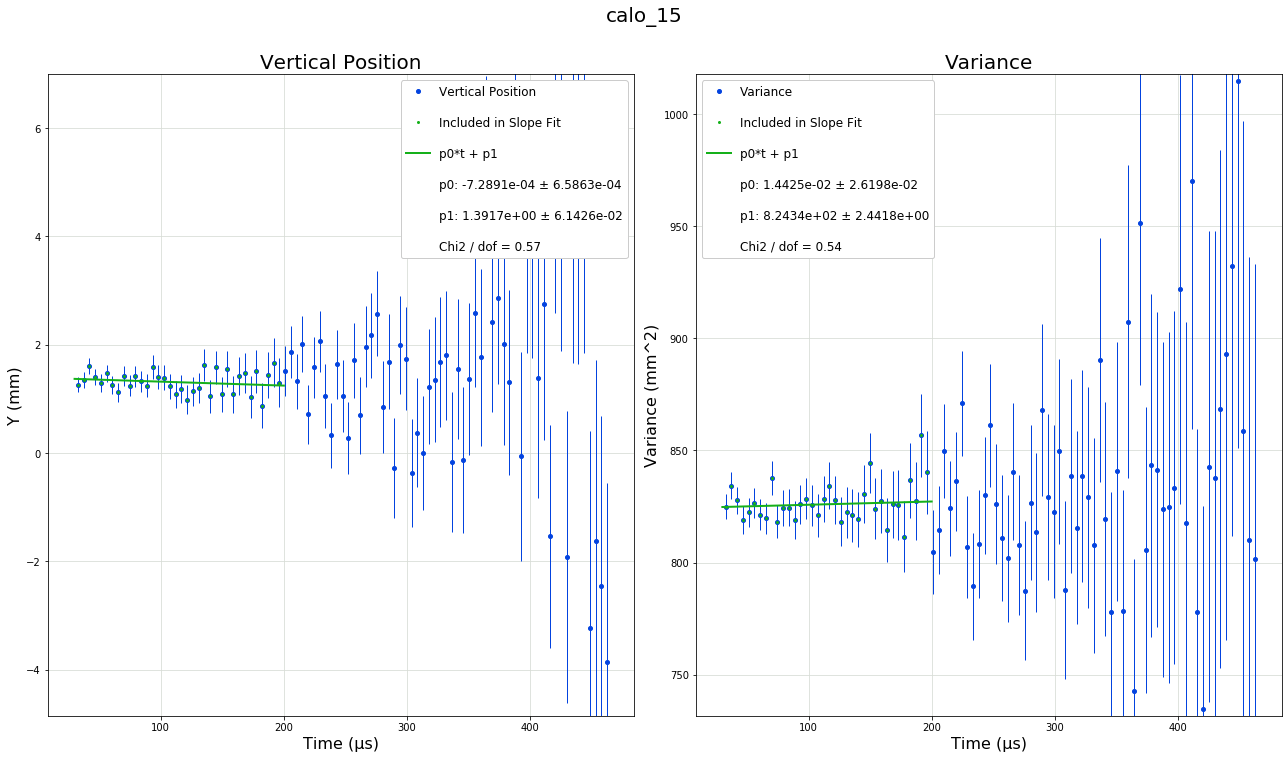 calo_15
Vertical Position
Vertical Position
Included in Slope Fit
p0*t + p1
p0: -7.2891e-04 ± 6.5863e-04
p1: 1.3917e+00 ± 6.1426e-02
Chi2 / dof = 0.57
Y (mm)
6
4
2
0
−2
−4
100 200 300 400
Time (μs)
Variance
Variance
Included in Slope Fit
p0*t + p1
p0: 1.4425e-02 ± 2.6198e-02
p1: 8.2434e+02 ± 2.4418e+00
Chi2 / dof = 0.54
Variance (mm^2)
1000
950
900
850
800
750
100 200 300 400
Time (μs)